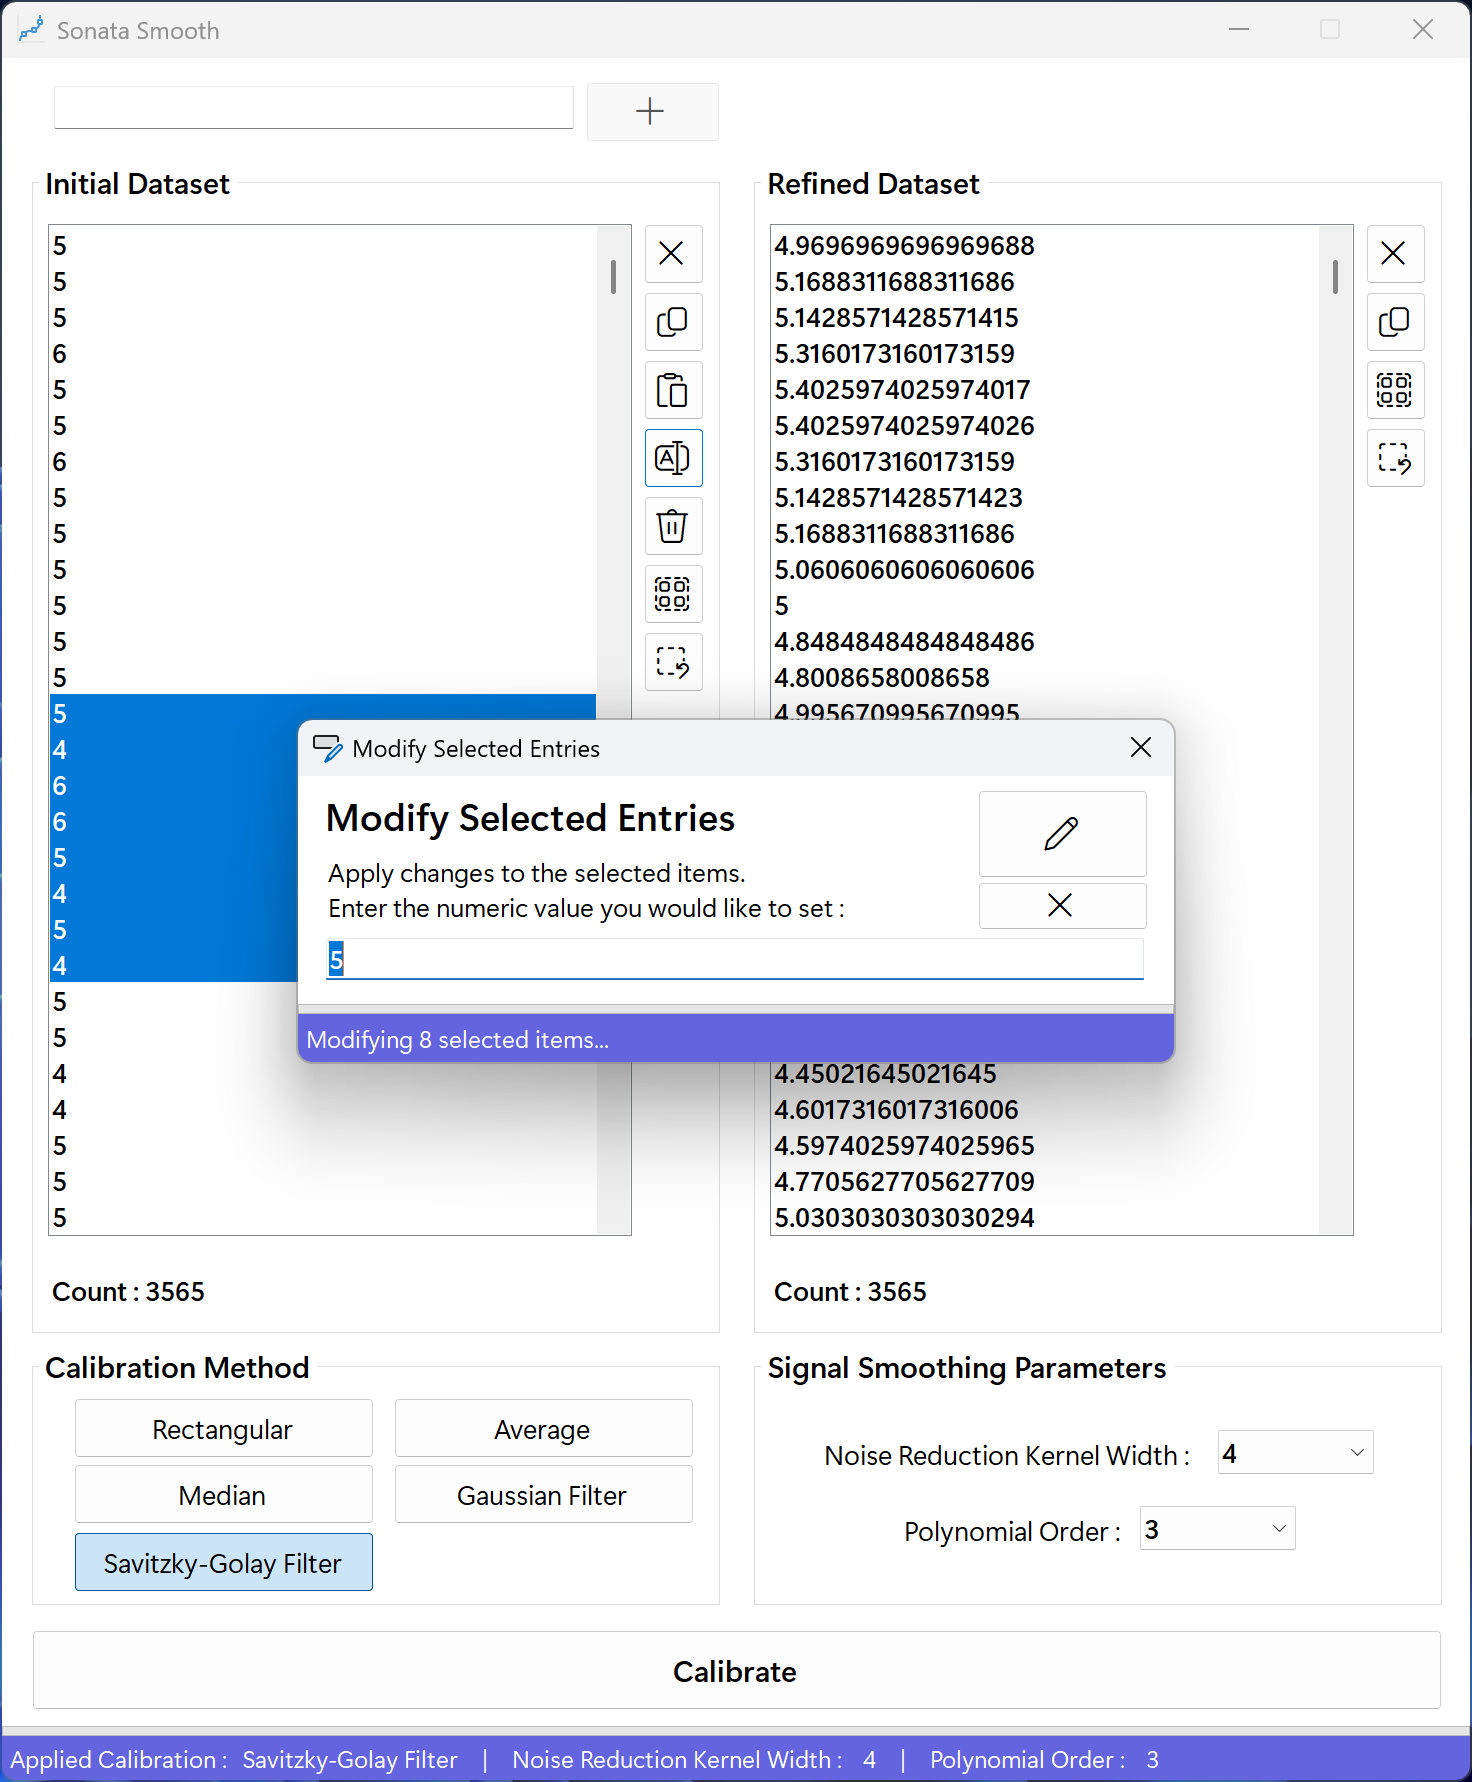 Sonata Smooth
Initial Dataset
5
5
5
6
5
5
6
5
5
5
5
5
5
5
4
6
6
5
4
5
4
5
5
4
4
5
5
5
Count : 3565
Refined Dataset
4.9696969696969688
5.1688311688311686
5.1428571428571415
5.3160173160173159
5.4025974025974017
5.4025974025974026
5.3160173160173159
5.1428571428571423
5.1688311688311686
5.0606060606060606
5
4.8484848484848486
4.8008658008658
4.995670995670995
4.45021645021645
4.6017316017316006
4.5974025974025965
4.7705627705627709
5.0303030303030294
Count : 3565
Modify Selected Entries
Modify Selected Entries
Apply changes to the selected items.
Enter the numeric value you would like to set :
5
Modifying 8 selected items...
Calibration Method
Rectangular
Average
Median
Gaussian Filter
Savitzky-Golay Filter
Signal Smoothing Parameters
Noise Reduction Kernel Width : 4
Polynomial Order : 3
Calibrate
Applied Calibration : Savitzky-Golay Filter | Noise Reduction Kernel Width : 4 | Polynomial Order : 3